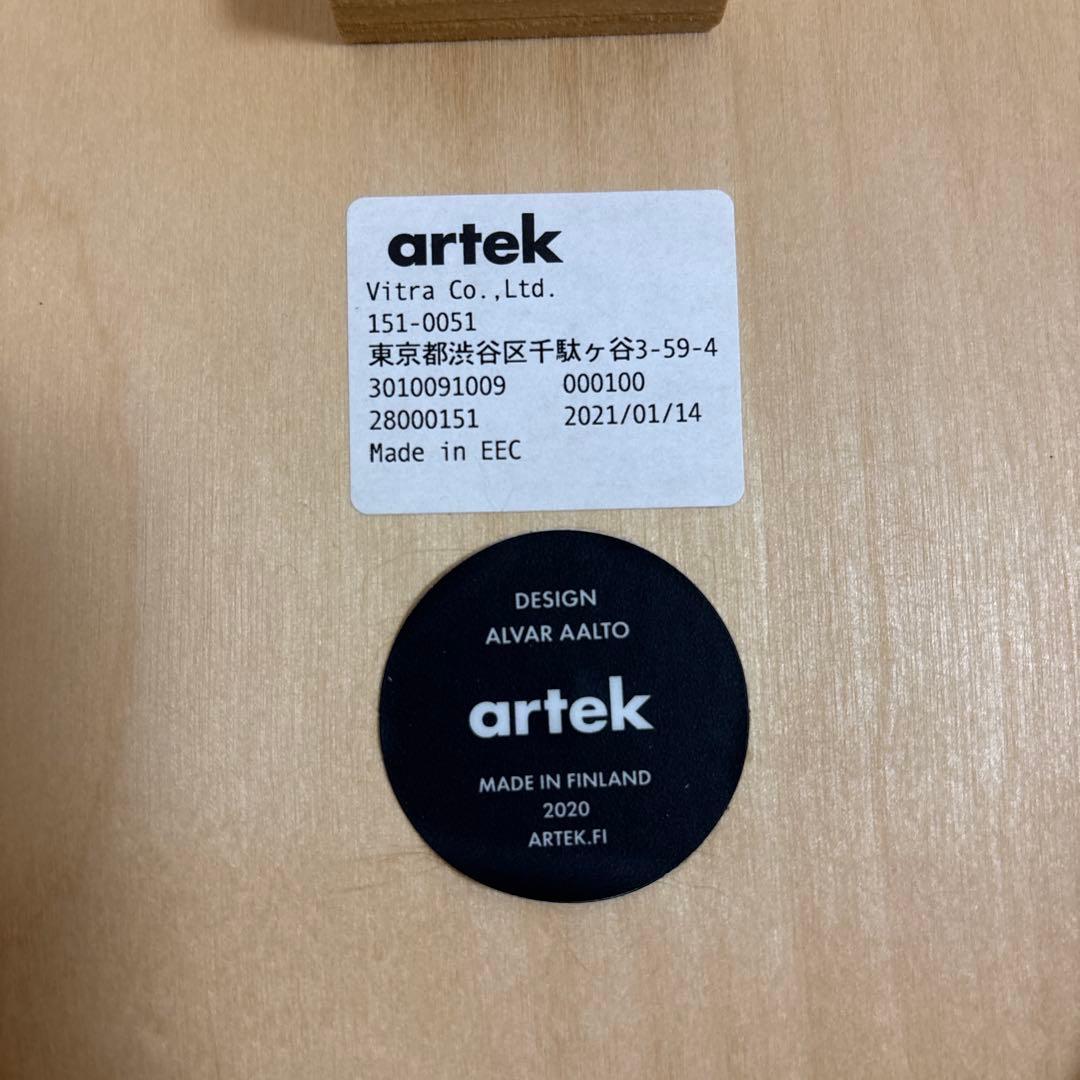 artek
Vitra Co.,Ltd.
151-0051
東京都渋谷区千駄ヶ谷3-59-4
3010091009 000100
28000151 2021/01/14
Made in EEC
DESIGN
ALVAR AALTO
artek
MADE IN FINLAND
2020
ARTEK.FI